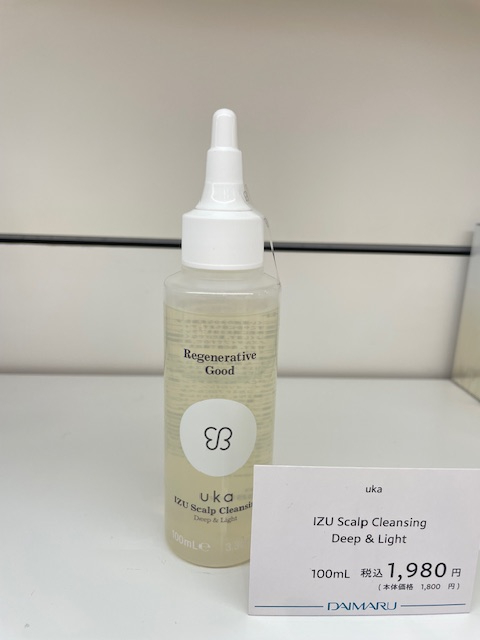 Regenerative
Good
uka
IZU Scalp Cleansi
Deep & Light
100mL℮
uka
IZU Scalp Cleansing
Deep & Light
100mL 税込 1,980 円
(本体価格 1,800 円)
DAIMARU